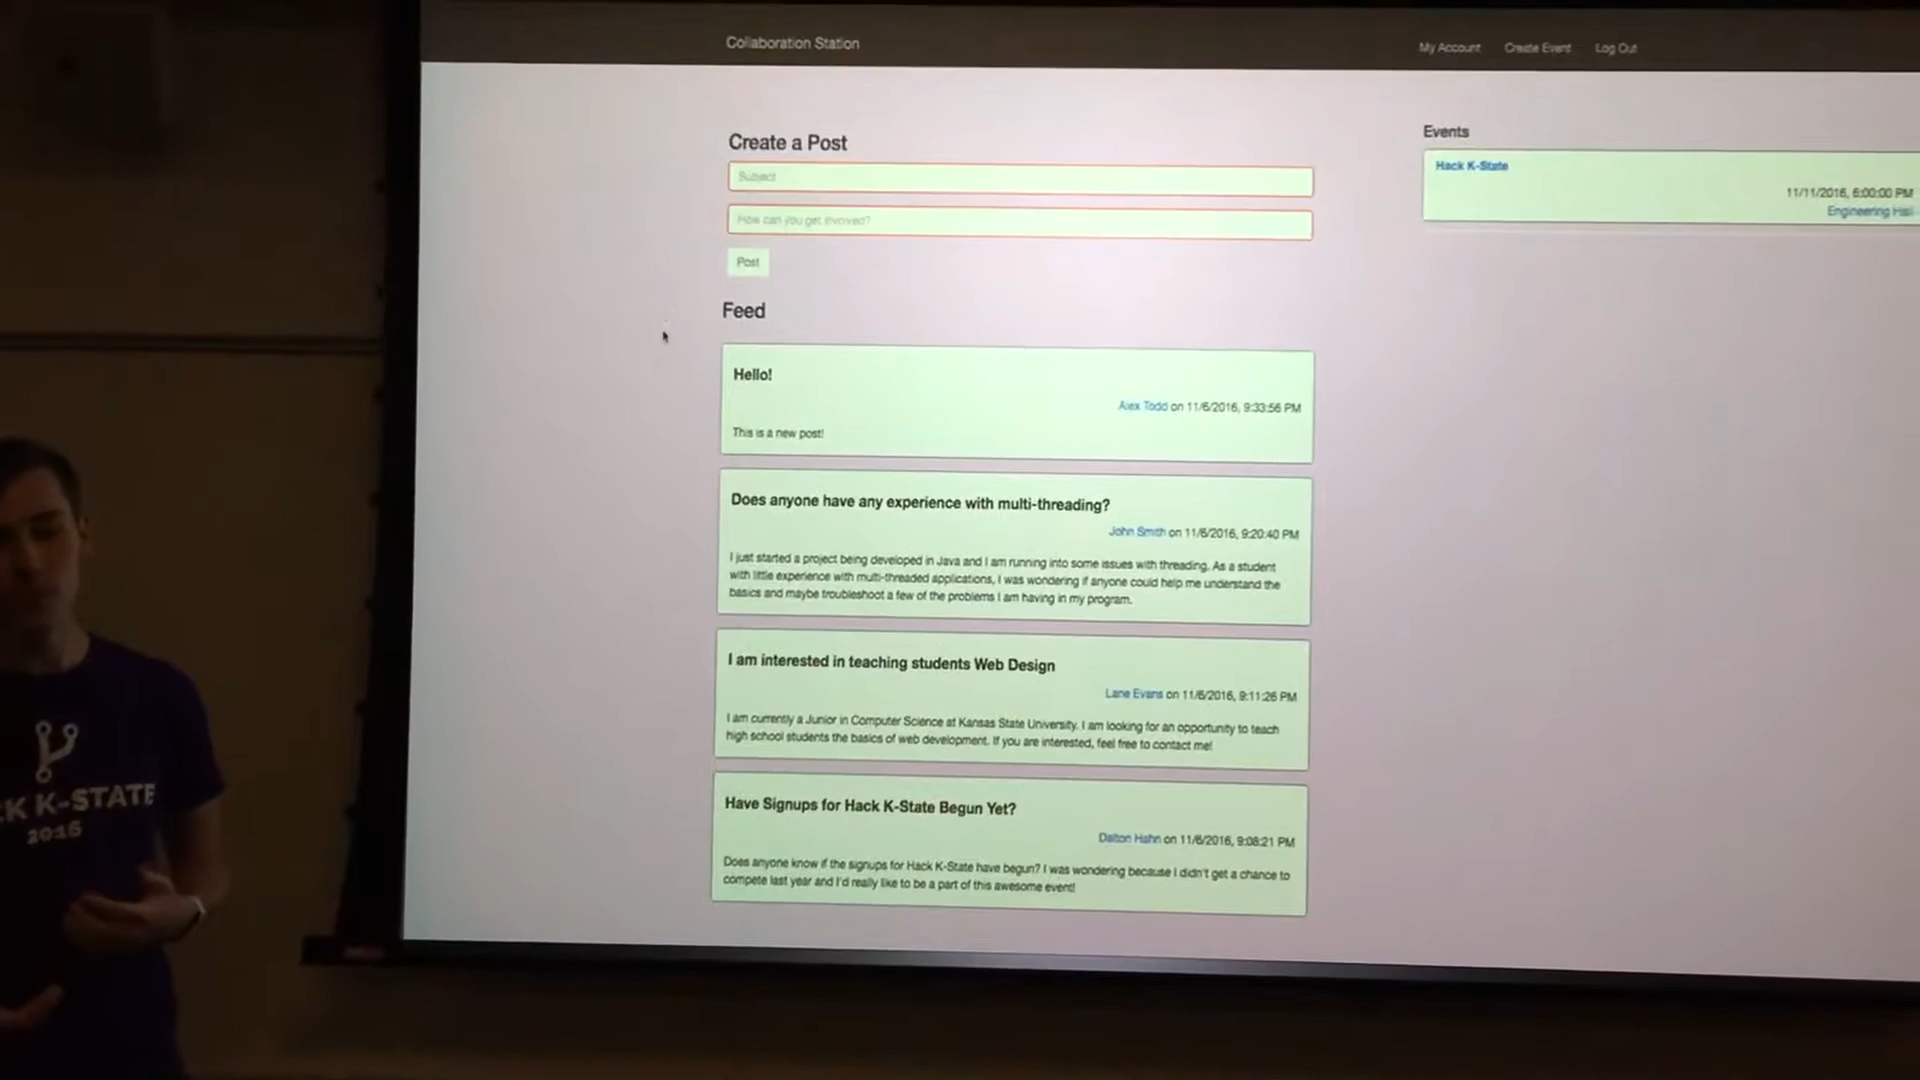 Collaboration Station
My Account Create Event Log Out
Create a Post
Subject
How can you get involved?
Post
Events
Hack K-State
11/11/2016, 6:00:00 PM
Engineering Hall
Feed
Hello!
Alex Todd on 11/6/2016, 9:33:56 PM
This is a new post!
Does anyone have any experience with multi-threading?
John Smith on 11/6/2016, 9:20:40 PM
I just started a project being developed in Java and I am running into some issues with threading. As a student
with little experience with multi-threaded applications, I was wondering if anyone could help me understand the
basics and maybe troubleshoot a few of the problems I am having in my program.
I am interested in teaching students Web Design
Lane Evans on 11/6/2016, 9:11:26 PM
I am currently a Junior in Computer Science at Kansas State University. I am looking for an opportunity to teach
high school students the basics of web development. If you are interested, feel free to contact me!
Have Signups for Hack K-State Begun Yet?
Dalton Hahn on 11/6/2016, 9:08:21 PM
Does anyone know if the signups for Hack K-State have begun? I was wondering because I didn't get a chance to
compete last year and I'd really like to be a part of this awesome event!
CK K-STATE
2016